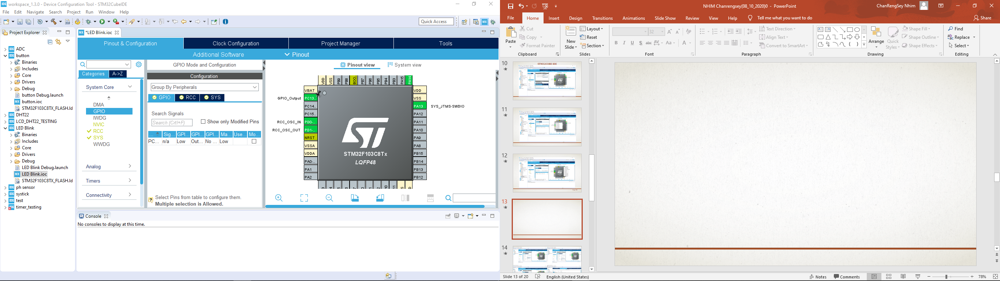 workspace_1.3.0 - Device Configuration Tool - STM32CubeIDE
File Edit Navigate Search Project Run Window Help
Quick Access
Project Explorer
ADC
button
Binaries
Includes
Core
Drivers
Debug
button Debug.launch
button.ioc
STM32F103C8TX_FLASH.ld
DHT22
LCD_DHT22_TESTING
LED Blink
Binaries
Includes
Core
Drivers
Debug
LED Blink Debug.launch
LED Blink.ioc
STM32F103C8TX_FLASH.ld
ph sensor
systick
test
timer_testing
*LED Blink.ioc
Pinout & Configuration Clock Configuration Project Manager Tools
Additional Software Pinout
Categories A->Z
System Core
DMA
GPIO
IWDG
NVIC
RCC
SYS
WWDG
Analog
Timers
Connectivity
GPIO Mode and Configuration
Configuration
Group By Peripherals
GPIO RCC SYS
Search Signals
Search (Crtl+F) Show only Modified Pins
... Sig... GPI... GPI... GPI... Ma... Use... Mo...
PC... n/a Low Out... No ... Low
Select Pins from table to configure them.
Multiple selection is Allowed.
Pinout view System view
VDD VSS PB9 PB8 BOO.. PB7 PB6 PB5 PB4 PB3 PA15 PA14
VBAT VDD
GPIO_Output PC13.. VSS
PC14.. PA13 SYS_JTMS-SWDIO
PC15.. PA12
RCC_OSC_IN PD0-.. PA11
RCC_OSC_OUT PD1-.. PA10
NRST PA9
VSSA PA8
VDDA PB15
PA0-.. PB14
PA1 PB13
PA2 PB12
STM32F103C8Tx
LQFP48
Console
No consoles to display at this time.
NHIM Chanrengsey(08_10_2020)0 - PowerPoint
ChanRengSey Nhim
File Home Insert Design Transitions Animations Slide Show Review View Help Tell me what you want to do Share
Paste
Cut
Copy
Format Painter
Clipboard
New Slide
Layout
Reset
Section
Slides
32
B I U S abc AV Aa A
Font
Text Direction
Align Text
Convert to SmartArt
Paragraph
Arrange
Quick Styles
Shape Fill
Shape Outline
Shape Effects
Drawing
Find
Replace
Select
Editing
10
STM32CUBE IDE
11
12
13
14
Slide 13 of 20 English (United States) Notes Comments 78%